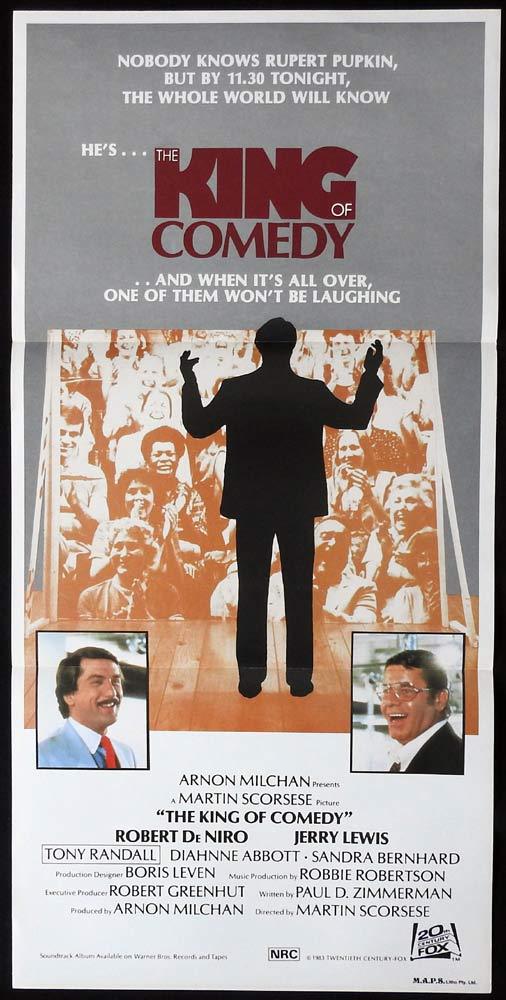 NOBODY KNOWS RUPERT PUPKIN,
BUT BY 11.30 TONIGHT,
THE WHOLE WORLD WILL KNOW
HE'S... THE
KING
OF
COMEDY
..AND WHEN IT'S ALL OVER,
ONE OF THEM WON'T BE LAUGHING
ARNON MILCHAN Presents
A MARTIN SCORSESE Picture
"THE KING OF COMEDY"
ROBERT DE NIRO JERRY LEWIS
TONY RANDALL DIAHNNE ABBOTT · SANDRA BERNHARD
Production Designer BORIS LEVEN Music Production by ROBBIE ROBERTSON
Executive Producer ROBERT GREENHUT Written by PAUL D. ZIMMERMAN
Produced by ARNON MILCHAN Directed by MARTIN SCORSESE
20th
CENTURY
FOX
TM
Soundtrack Album Available on Warner Bros. Records and Tapes NRC © 1983 TWENTIETH CENTURY-FOX
M.A.P.S. Litho Pty. Ltd.